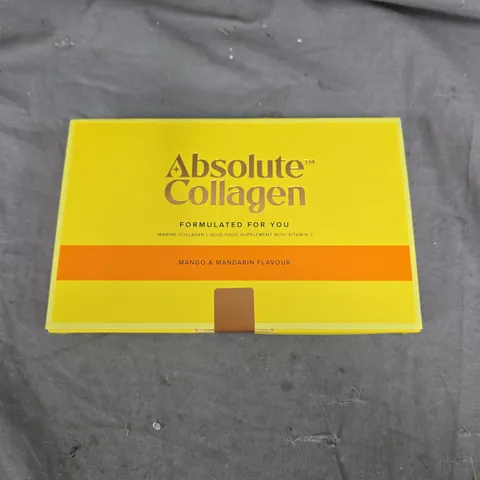 Absolute™
Collagen
FORMULATED FOR YOU
MARINE COLLAGEN LIQUID FOOD SUPPLEMENT WITH VITAMIN C
MANGO & MANDARIN FLAVOUR